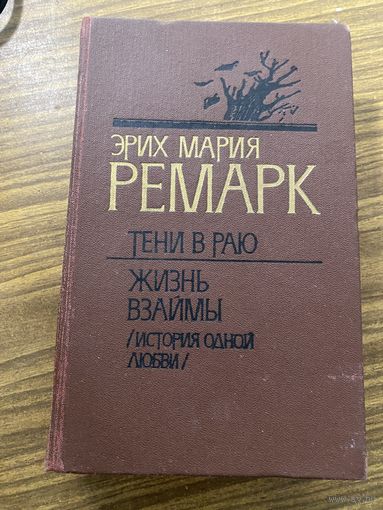 ЭРИХ МАРИЯ
РЕМАРК
ТЕНИ В РАЮ
ЖИЗНЬ
ВЗАЙМЫ
/ИСТОРИЯ ОДНОЙ
ЛЮБВИ/